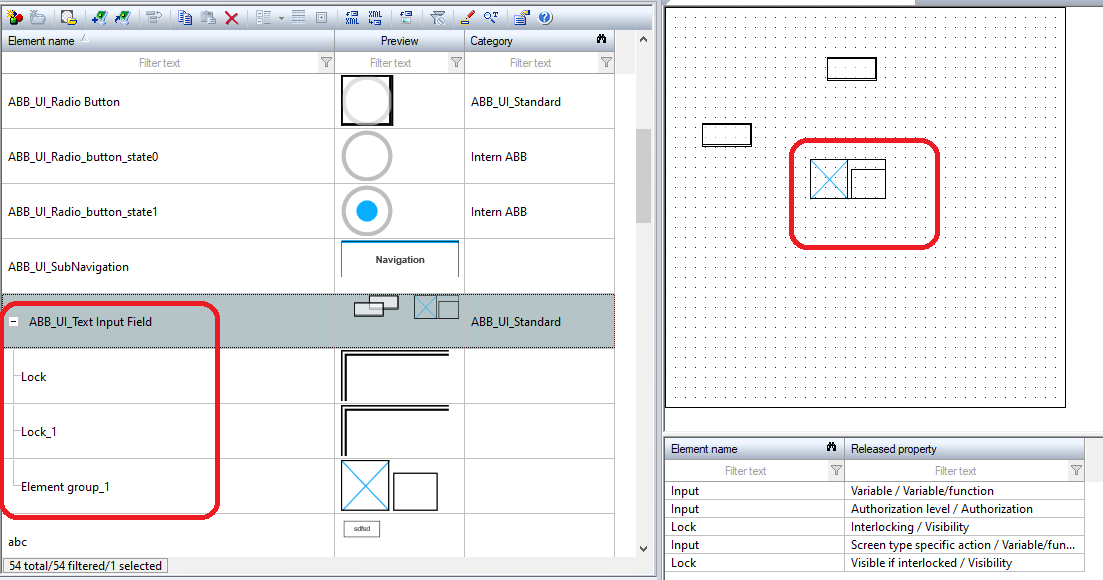 Element name Preview Category
Filter text Filter text Filter text
ABB_UI_Radio Button ABB_UI_Standard
ABB_UI_Radio_button_state0 Intern ABB
ABB_UI_Radio_button_state1 Intern ABB
ABB_UI_SubNavigation Navigation
ABB_UI_Text Input Field ABB_UI_Standard
Lock
Lock_1
Element group_1
abc sdfsd
54 total/54 filtered/1 selected
Element name Released property
Filter text Filter text
Input Variable / Variable/function
Input Authorization level / Authorization
Lock Interlocking / Visibility
Input Screen type specific action / Variable/fun...
Lock Visible if interlocked / Visibility